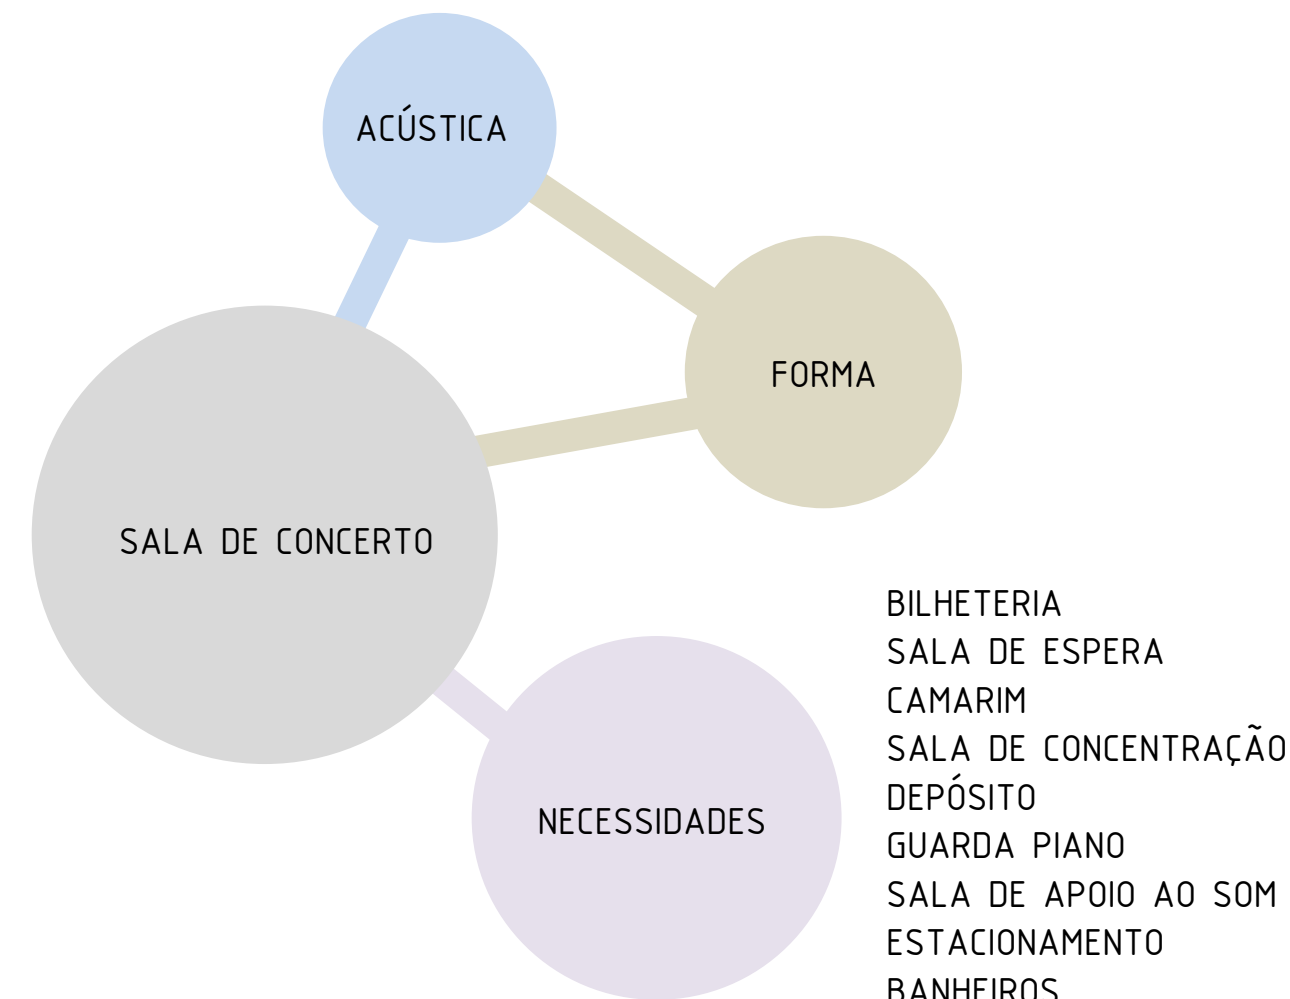 ACÚSTICA
FORMA
SALA DE CONCERTO
NECESSIDADES
BILHETERIA
SALA DE ESPERA
CAMARIM
SALA DE CONCENTRAÇÃO
DEPÓSITO
GUARDA PIANO
SALA DE APOIO AO SOM
ESTACIONAMENTO
BANHEIROS